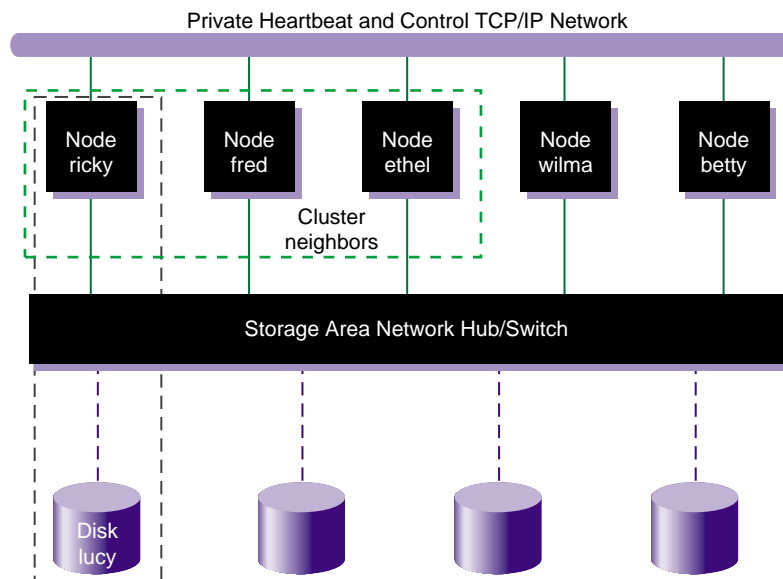 Private Heartbeat and Control TCP/IP Network
Node
ricky
Node
fred
Node
ethel
Node
wilma
Node
betty
Cluster
neighbors
Storage Area Network Hub/Switch
Disk
lucy